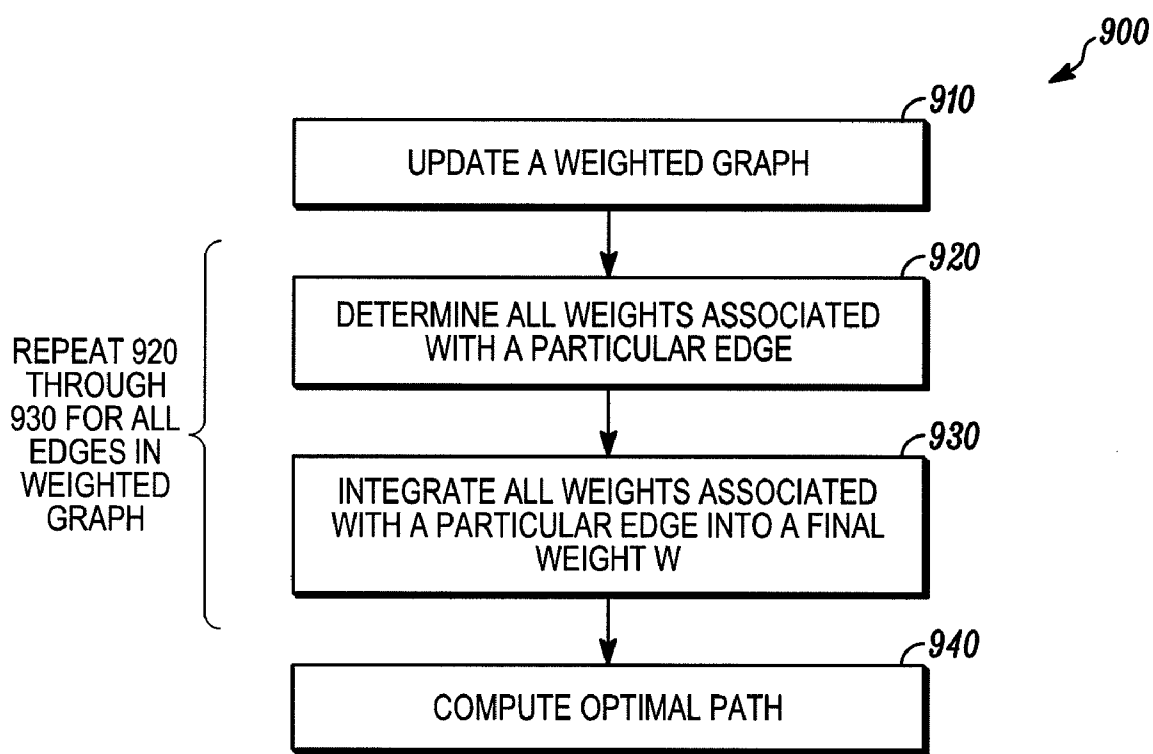 900
910
UPDATE A WEIGHTED GRAPH
920
DETERMINE ALL WEIGHTS ASSOCIATED
WITH A PARTICULAR EDGE
REPEAT 920
THROUGH
930 FOR ALL
EDGES IN
WEIGHTED
GRAPH
930
INTEGRATE ALL WEIGHTS ASSOCIATED
WITH A PARTICULAR EDGE INTO A FINAL
WEIGHT W
940
COMPUTE OPTIMAL PATH